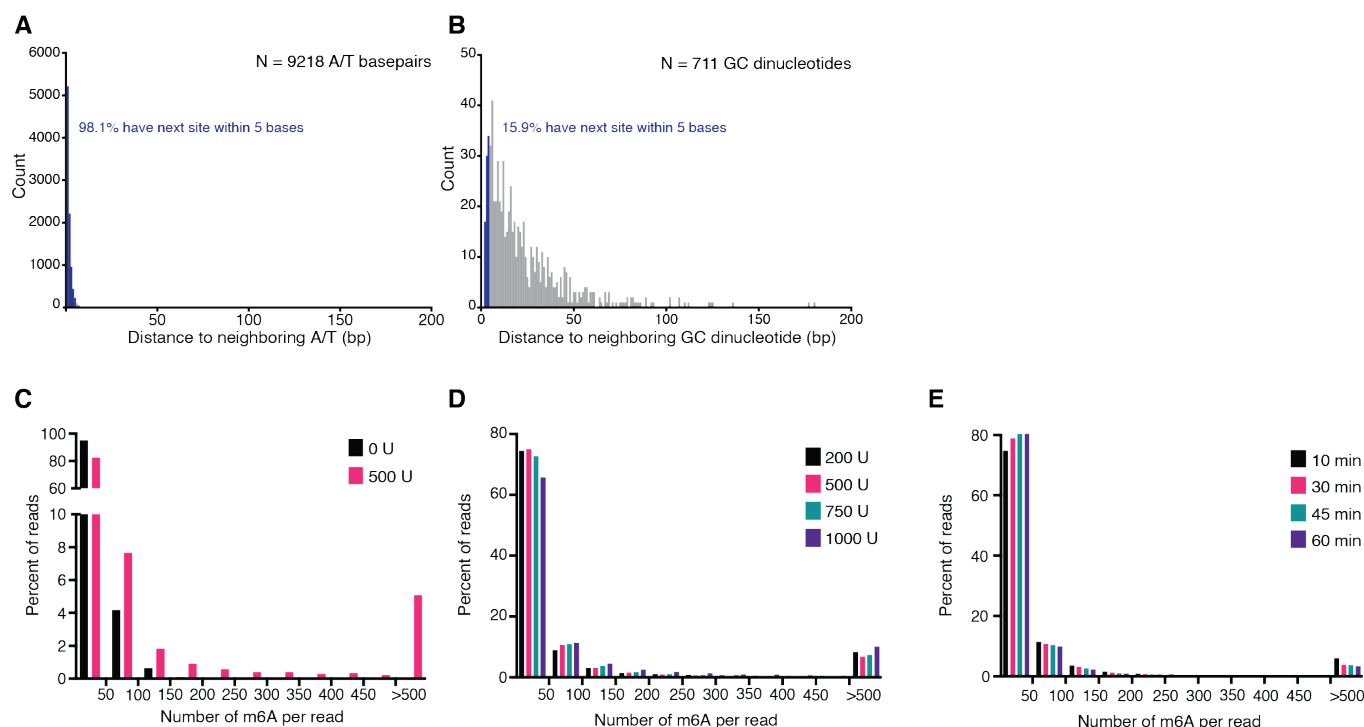 A
6000
5000
4000
3000
2000
1000
0
Count
N = 9218 A/T basepairs
98.1% have next site within 5 bases
50
100
150
200
Distance to neighboring A/T (bp)
B
50
40
30
20
10
0
Count
N = 711 GC dinucleotides
15.9% have next site within 5 bases
0
50
100
150
200
Distance to neighboring GC dinucleotide (bp)
C
100
80
60
10
8
6
4
2
0
Percent of reads
0 U
500 U
50
100
150
200
250
300
350
400
450
>500
Number of m6A per read
D
80
60
40
20
0
Percent of reads
200 U
500 U
750 U
1000 U
50
100
150
200
250
300
350
400
450
>500
Number of m6A per read
E
80
60
40
20
0
Percent of reads
10 min
30 min
45 min
60 min
50
100
150
200
250
300
350
400
450
>500
Number of m6A per read